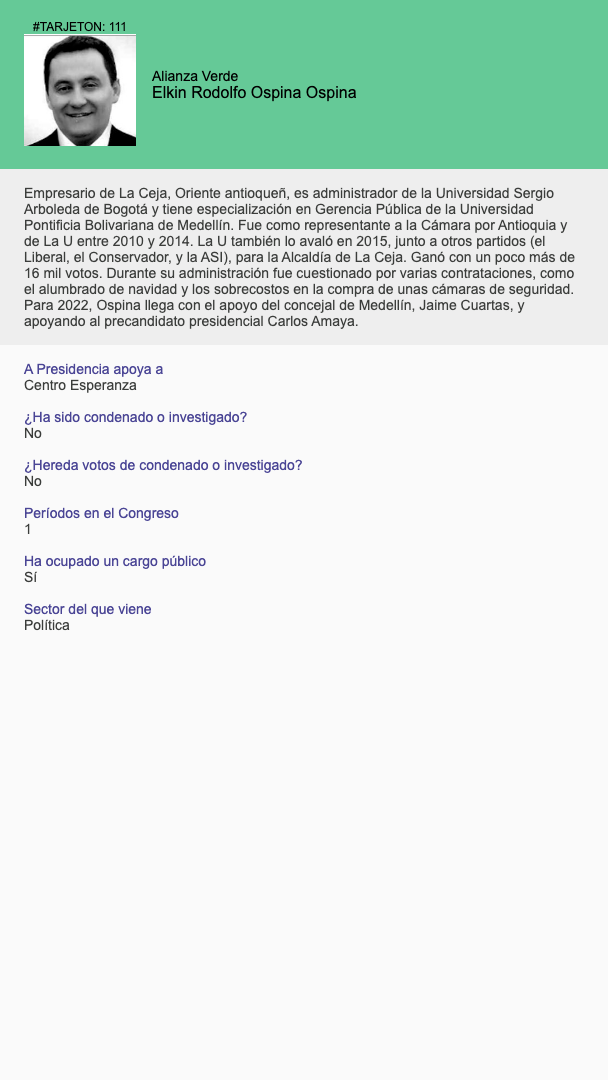 #TARJETON: 111
Alianza Verde
Elkin Rodolfo Ospina Ospina
Empresario de La Ceja, Oriente antioqueñ, es administrador de la Universidad Sergio
Arboleda de Bogotá y tiene especialización en Gerencia Pública de la Universidad
Pontificia Bolivariana de Medellín. Fue como representante a la Cámara por Antioquia y
de La U entre 2010 y 2014. La U también lo avaló en 2015, junto a otros partidos (el
Liberal, el Conservador, y la ASI), para la Alcaldía de La Ceja. Ganó con un poco más de
16 mil votos. Durante su administración fue cuestionado por varias contrataciones, como
el alumbrado de navidad y los sobrecostos en la compra de unas cámaras de seguridad.
Para 2022, Ospina llega con el apoyo del concejal de Medellín, Jaime Cuartas, y
apoyando al precandidato presidencial Carlos Amaya.
A Presidencia apoya a
Centro Esperanza
¿Ha sido condenado o investigado?
No
¿Hereda votos de condenado o investigado?
No
Períodos en el Congreso
1
Ha ocupado un cargo público
Sí
Sector del que viene
Política